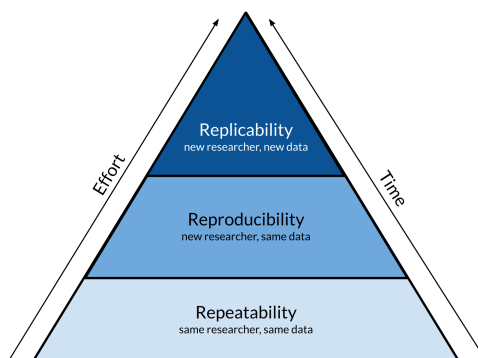 Replicability
new researcher, new data
Effort
Time
Reproducibility
new researcher, same data
Repeatability
same researcher, same data